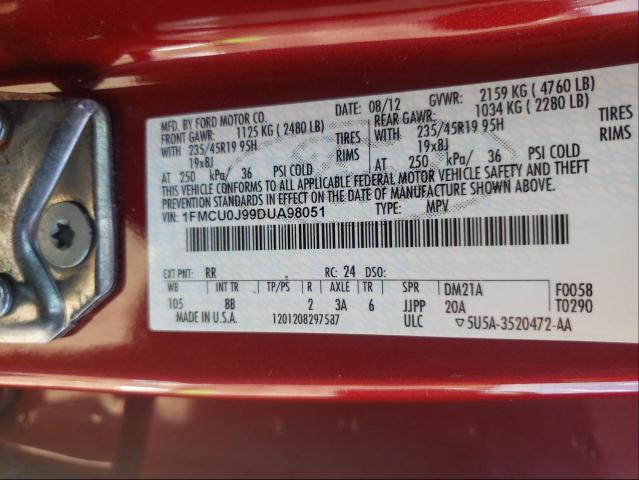 MFD. BY FORD MOTOR CO.
DATE: 08/12 GVWR: 2159 KG ( 4760 LB)
FRONT GAWR: 1125 KG ( 2480 LB)
REAR GAWR: 1034 KG ( 2280 LB)
WITH TIRES WITH TIRES
235/45R19 95H 235/45R19 95H
19x8J RIMS 19x8J RIMS
AT 250 kPa/ 36 PSI COLD AT 250 kPa/ 36 PSI COLD
THIS VEHICLE CONFORMS TO ALL APPLICABLE FEDERAL MOTOR VEHICLE SAFETY AND THEFT
PREVENTION STANDARDS IN EFFECT ON THE DATE OF MANUFACTURE SHOWN ABOVE.
VIN: 1FMCU0J99DUA98051 TYPE: MPV
EXT PNT: RR RC: 24 DSO:
WB INT TR TP/PS R AXLE TR SPR DM21A F0058
105 8B 2 3A 6 JJPP 20A T0290
MADE IN U.S.A. 1201208297587 ULC ▽5U5A-3520472-AA